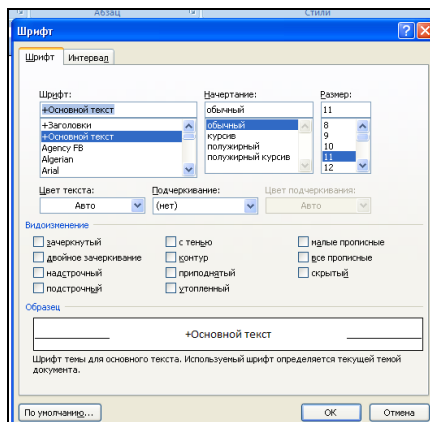 Абзац Стили
Шрифт
Шрифт Интервал
Шрифт: Начертание: Размер:
+Основной текст обычный 11
+Заголовки обычный 8
+Основной текст курсив 9
Agency FB полужирный 10
Algerian полужирный курсив 11
Arial 12
Цвет текста: Подчеркивание: Цвет подчеркивания:
Авто (нет) Авто
Видоизменение
зачеркнутый с тенью малые прописные
двойное зачеркивание контур все прописные
надстрочный приподнятый скрытый
подстрочный утопленный
Образец
+Основной текст
Шрифт темы для основного текста. Используемый шрифт определяется текущей темой
документа.
По умолчанию... ОК Отмена